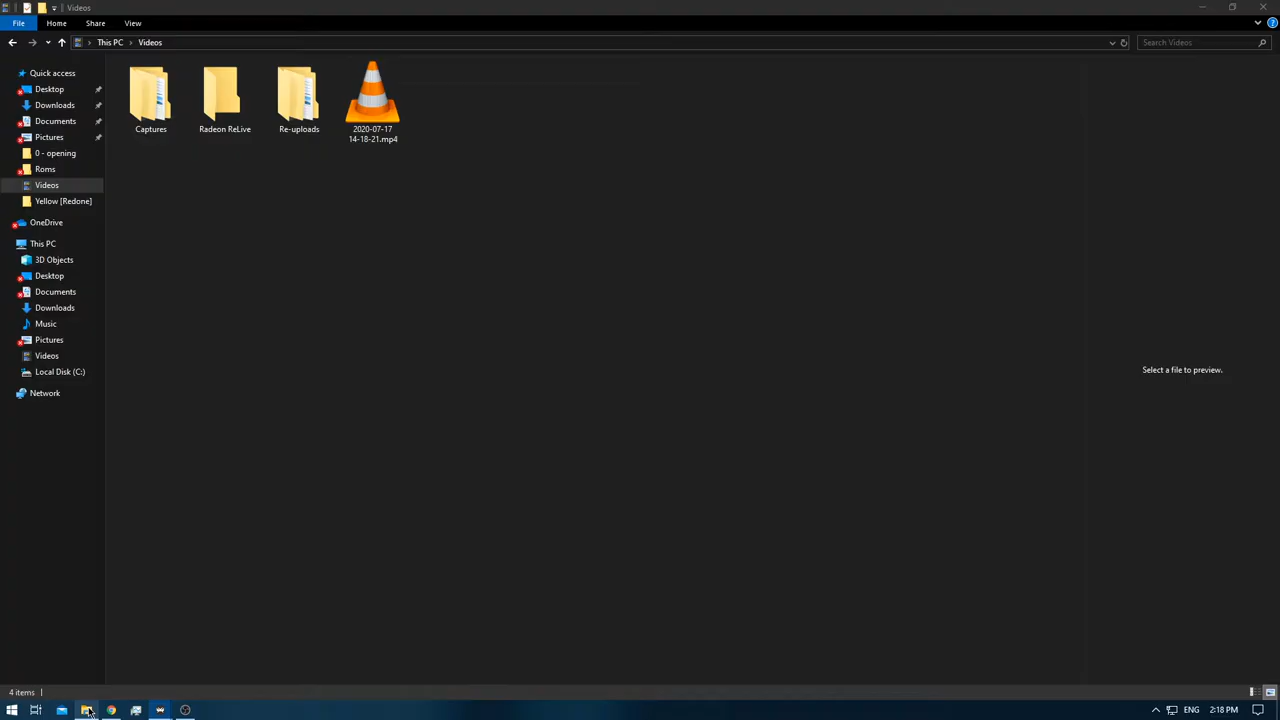 Videos
File
Home
Share
View
This PC
Videos
Search Videos
Quick access
Desktop
Downloads
Documents
Pictures
0 - opening
Roms
Videos
Yellow [Redone]
OneDrive
This PC
3D Objects
Desktop
Documents
Downloads
Music
Pictures
Videos
Local Disk (C:)
Network
Captures
Radeon ReLive
Re-uploads
2020-07-17
14-18-21.mp4
Select a file to preview.
4 items
ENG
2:18 PM